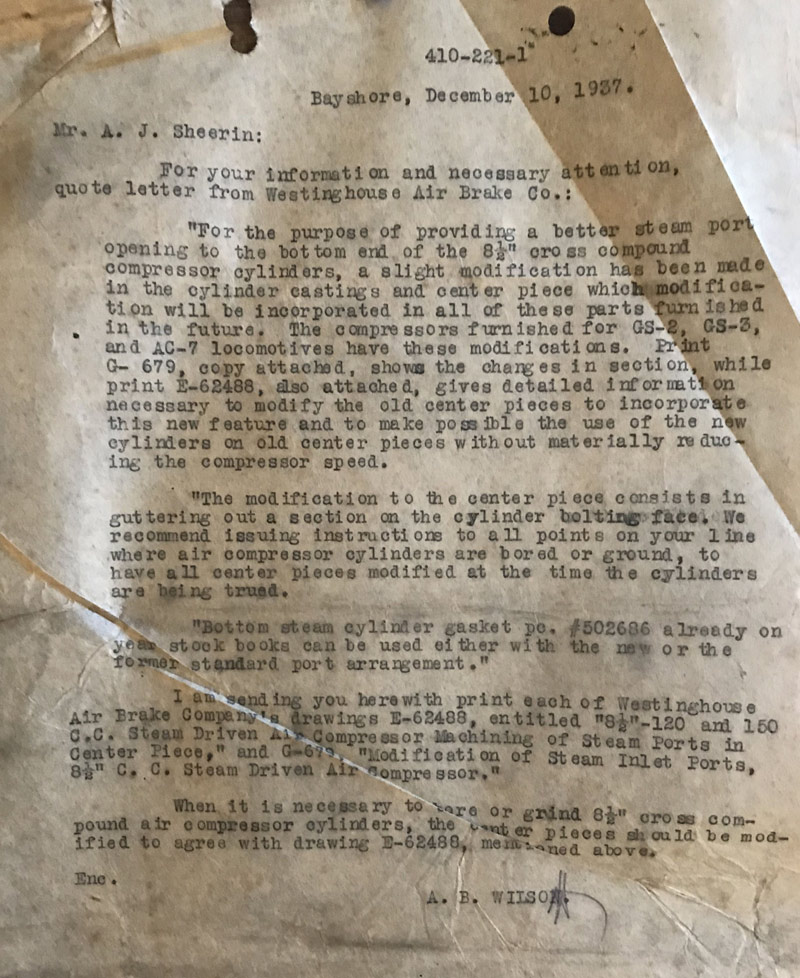 410-221-1
Bayshore, December 10, 1937.
Mr. A. J. Sheerin:
For your information and necessary attention,
quote letter from Westinghouse Air Brake Co.:
"For the purpose of providing a better steam port
opening to the bottom end of the 8½" cross compound
compressor cylinders, a slight modification has been made
in the cylinder castings and center piece which modifica-
tion will be incorporated in all of these parts furnished
in the future. The compressors furnished for GS-2, GS-3,
and AC-7 locomotives have these modifications. Print
G- 679, copy attached, shows the changes in section, while
print E-62488, also attached, gives detailed information
necessary to modify the old center pieces to incorporate
this new feature and to make possible the use of the new
cylinders on old center pieces without materially reduc-
ing the compressor speed.
"The modification to the center piece consists in
guttering out a section on the cylinder bolting face. We
recommend issuing instructions to all points on your line
where air compressor cylinders are bored or ground, to
have all center pieces modified at the time the cylinders
are being trued.
"Bottom steam cylinder gasket pc. #502686 already on
your stock books can be used either with the new or the
former standard port arrangement."
I am sending you herewith print each of Westinghouse
Air Brake Company's drawings E-62488, entitled "8½"-120 and 150
C.C. Steam Driven Air Compressor Machining of Steam Ports in
Center Piece," and G-679, "Modification of Steam Inlet Ports,
8½" C. C. Steam Driven Air Compressor."
When it is necessary to or grind 8½" cross com-
pound air compressor cylinders, the center pieces should be mod-
ified to agree with drawing E-62488, mentioned above.
Enc.
A. B. WILSON